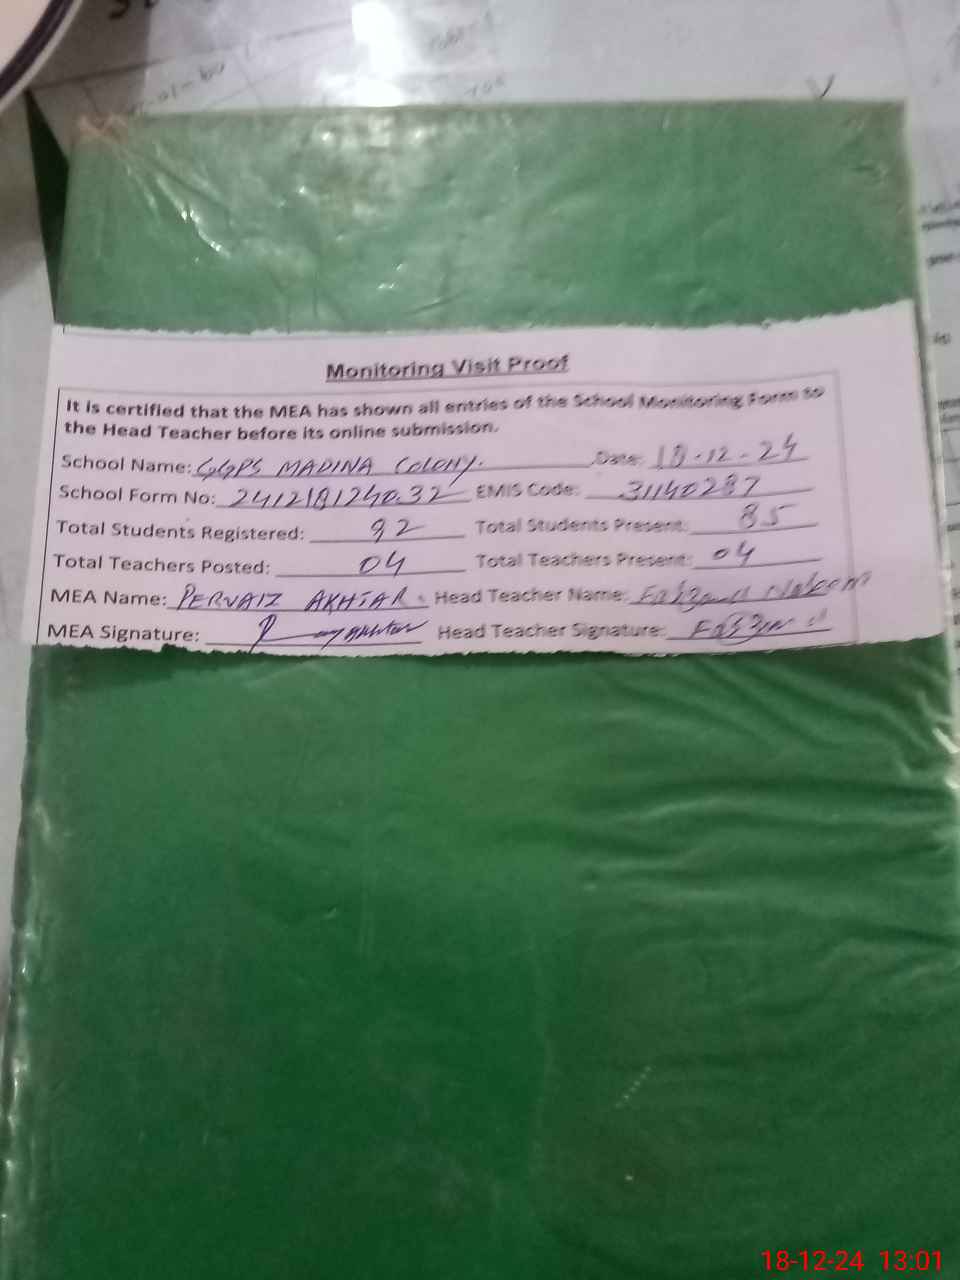 Monitoring Visit Proof
It is certified that the MEA has shown all entries of the School Monitoring Form to
the Head Teacher before its online submission.
School Name: GGPS MADINA COLONY. Date: 18-12-24
School Form No: 2412181240.32 EMIS Code: 31140287
Total Students Registered: 92 Total Students Present: 85
Total Teachers Posted: 04 Total Teachers Present: 04
MEA Name: PERVAIZ AKHTAR. Head Teacher Name:
MEA Signature: Head Teacher Signature:
18-12-24 13:01